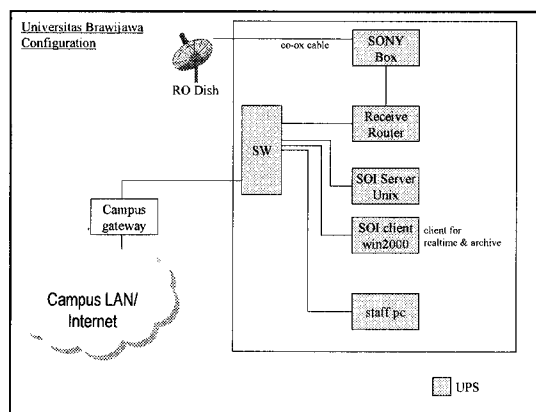 Universitas Brawijawa
Configuration
RO Dish
co-ox cable
SONY
Box
Receive
Router
SW
SOI Server
Unix
Campus
gateway
SOI client
win2000
client for
realtime & archive
Campus LAN/
Internet
staff pc
UPS